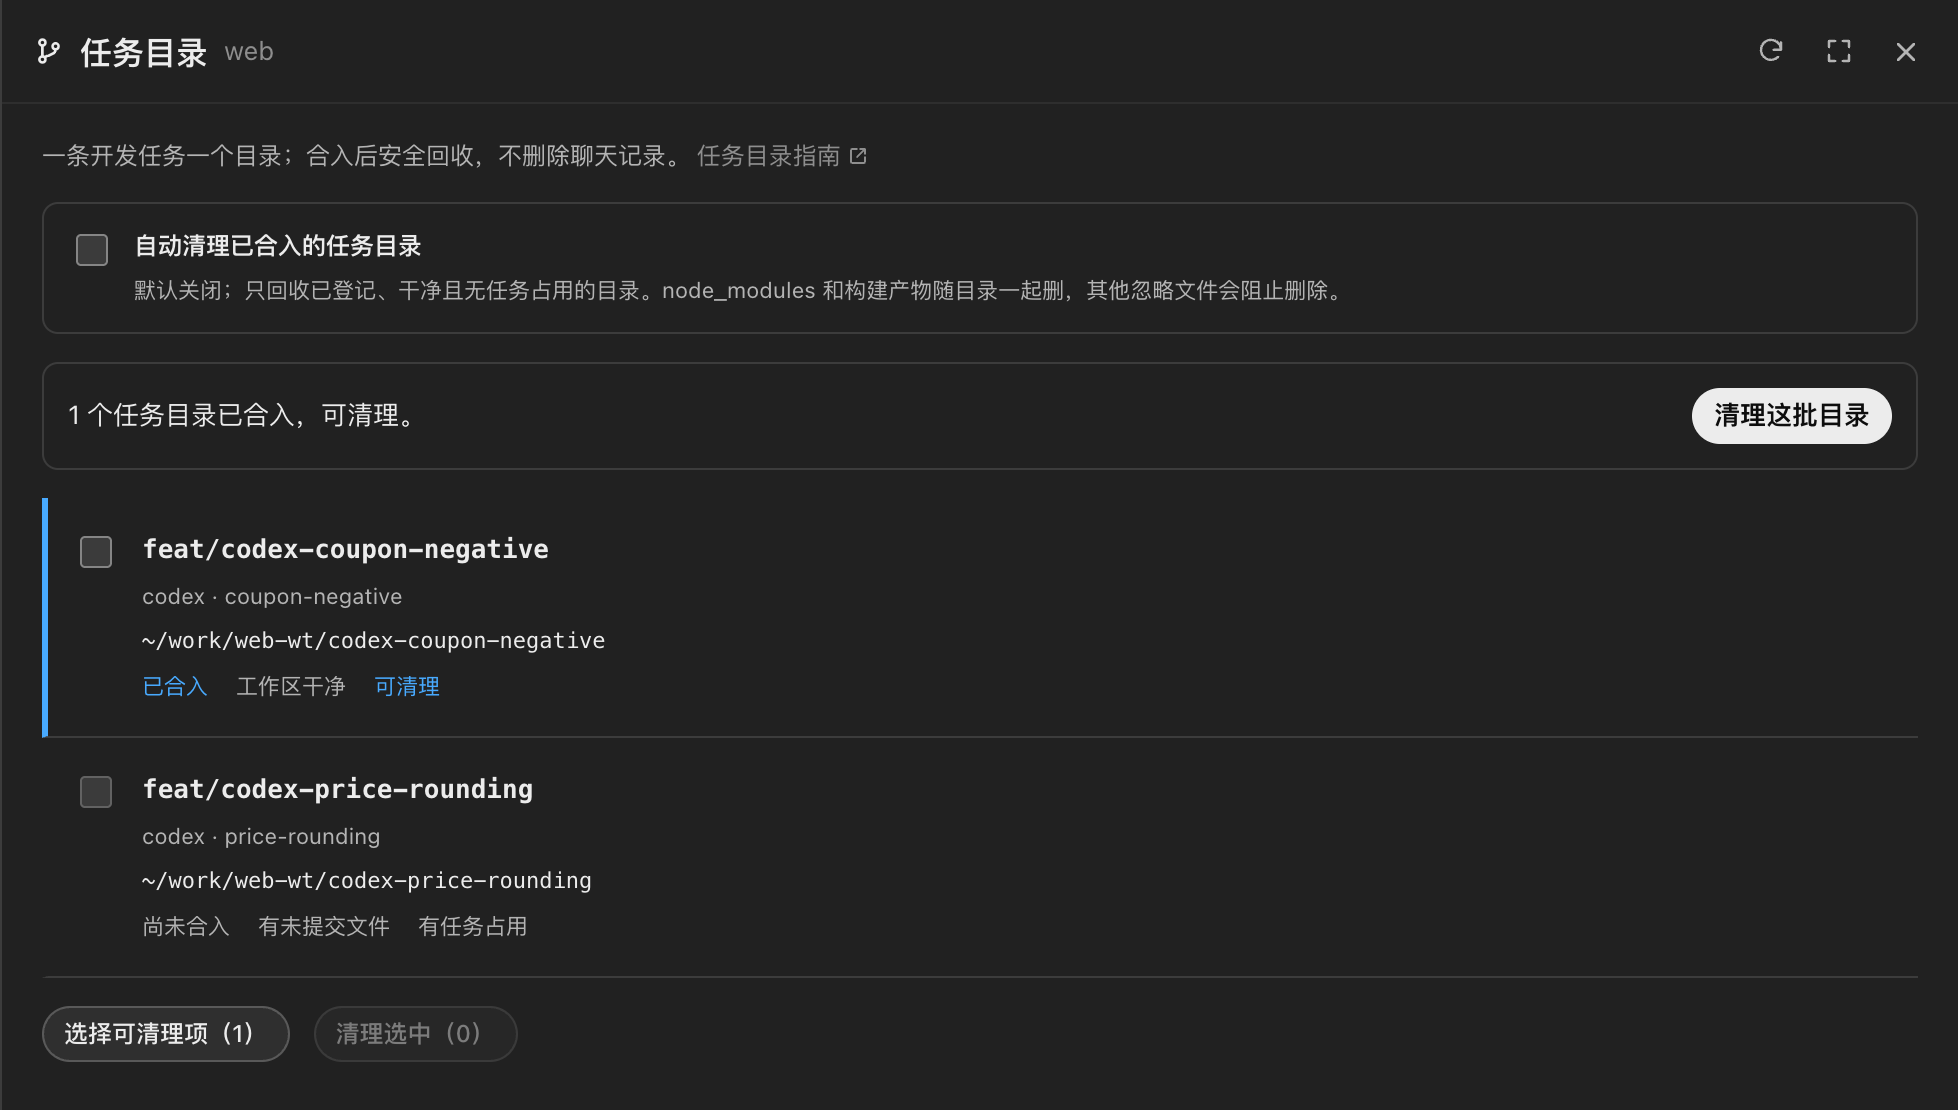 任务目录 web
一条开发任务一个目录；合入后安全回收，不删除聊天记录。 任务目录指南
自动清理已合入的任务目录
默认关闭；只回收已登记、干净且无任务占用的目录。node_modules 和构建产物随目录一起删，其他忽略文件会阻止删除。
1 个任务目录已合入，可清理。
清理这批目录
feat/codex-coupon-negative
codex · coupon-negative
~/work/web-wt/codex-coupon-negative
已合入 工作区干净 可清理
feat/codex-price-rounding
codex · price-rounding
~/work/web-wt/codex-price-rounding
尚未合入 有未提交文件 有任务占用
选择可清理项（1） 清理选中（0）